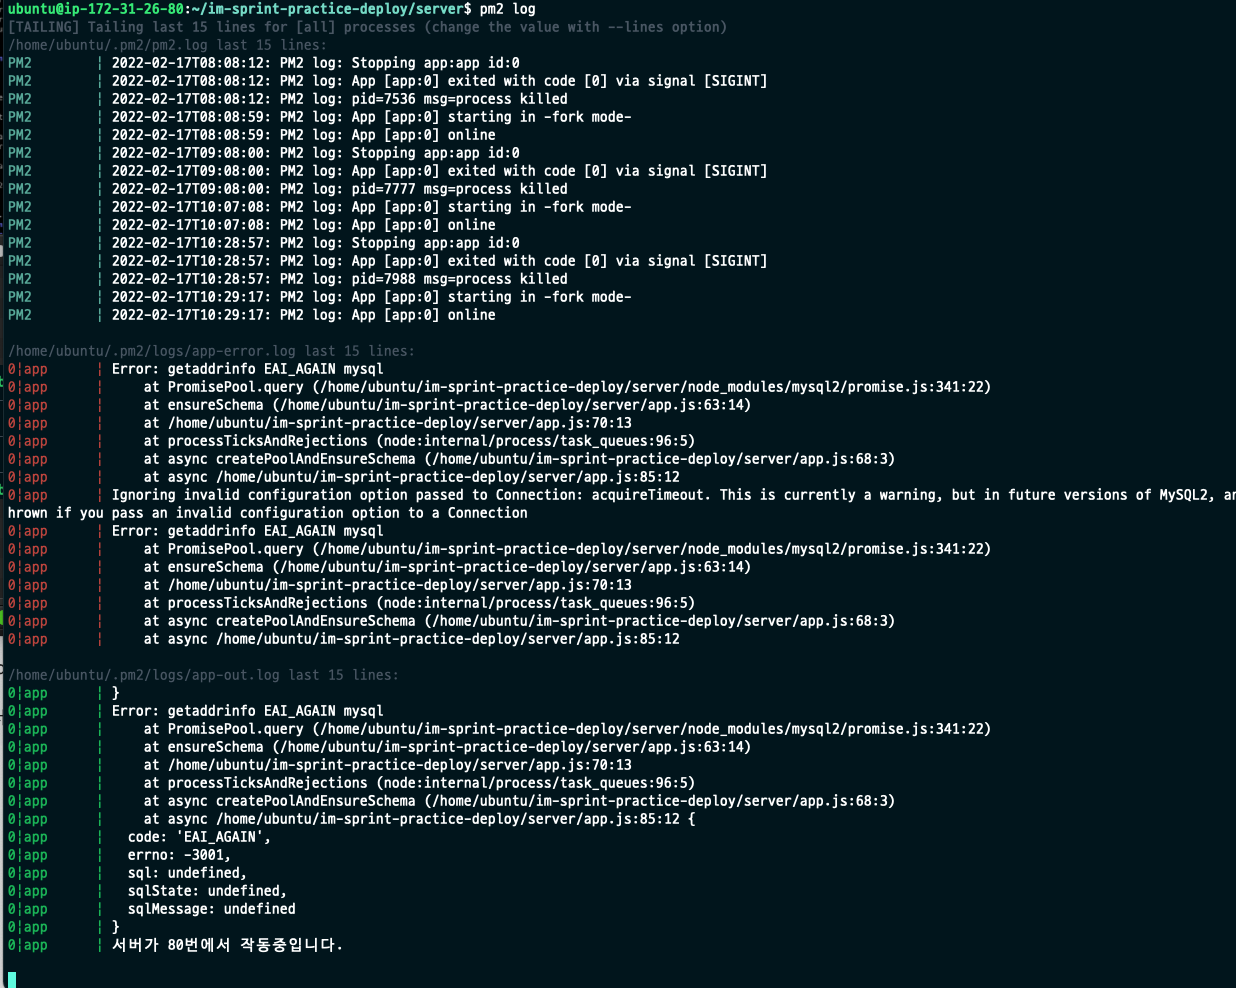 ubuntu@ip-172-31-26-80:~/im-sprint-practice-deploy/server$ pm2 log
[TAILING] Tailing last 15 lines for [all] processes (change the value with --lines option)
/home/ubuntu/.pm2/pm2.log last 15 lines:
PM2        | 2022-02-17T08:08:12: PM2 log: Stopping app:app id:0
PM2        | 2022-02-17T08:08:12: PM2 log: App [app:0] exited with code [0] via signal [SIGINT]
PM2        | 2022-02-17T08:08:12: PM2 log: pid=7536 msg=process killed
PM2        | 2022-02-17T08:08:59: PM2 log: App [app:0] starting in -fork mode-
PM2        | 2022-02-17T08:08:59: PM2 log: App [app:0] online
PM2        | 2022-02-17T09:08:00: PM2 log: Stopping app:app id:0
PM2        | 2022-02-17T09:08:00: PM2 log: App [app:0] exited with code [0] via signal [SIGINT]
PM2        | 2022-02-17T09:08:00: PM2 log: pid=7777 msg=process killed
PM2        | 2022-02-17T10:07:08: PM2 log: App [app:0] starting in -fork mode-
PM2        | 2022-02-17T10:07:08: PM2 log: App [app:0] online
PM2        | 2022-02-17T10:28:57: PM2 log: Stopping app:app id:0
PM2        | 2022-02-17T10:28:57: PM2 log: App [app:0] exited with code [0] via signal [SIGINT]
PM2        | 2022-02-17T10:28:57: PM2 log: pid=7988 msg=process killed
PM2        | 2022-02-17T10:29:17: PM2 log: App [app:0] starting in -fork mode-
PM2        | 2022-02-17T10:29:17: PM2 log: App [app:0] online
/home/ubuntu/.pm2/logs/app-error.log last 15 lines:
0|app      | Error: getaddrinfo EAI_AGAIN mysql
0|app      |     at PromisePool.query (/home/ubuntu/im-sprint-practice-deploy/server/node_modules/mysql2/promise.js:341:22)
0|app      |     at ensureSchema (/home/ubuntu/im-sprint-practice-deploy/server/app.js:63:14)
0|app      |     at /home/ubuntu/im-sprint-practice-deploy/server/app.js:70:13
0|app      |     at processTicksAndRejections (node:internal/process/task_queues:96:5)
0|app      |     at async createPoolAndEnsureSchema (/home/ubuntu/im-sprint-practice-deploy/server/app.js:68:3)
0|app      |     at async /home/ubuntu/im-sprint-practice-deploy/server/app.js:85:12
0|app      | Ignoring invalid configuration option passed to Connection: acquireTimeout. This is currently a warning, but in future versions of MySQL2, an
hrown if you pass an invalid configuration option to a Connection
0|app      | Error: getaddrinfo EAI_AGAIN mysql
0|app      |     at PromisePool.query (/home/ubuntu/im-sprint-practice-deploy/server/node_modules/mysql2/promise.js:341:22)
0|app      |     at ensureSchema (/home/ubuntu/im-sprint-practice-deploy/server/app.js:63:14)
0|app      |     at /home/ubuntu/im-sprint-practice-deploy/server/app.js:70:13
0|app      |     at processTicksAndRejections (node:internal/process/task_queues:96:5)
0|app      |     at async createPoolAndEnsureSchema (/home/ubuntu/im-sprint-practice-deploy/server/app.js:68:3)
0|app      |     at async /home/ubuntu/im-sprint-practice-deploy/server/app.js:85:12
/home/ubuntu/.pm2/logs/app-out.log last 15 lines:
0|app      | }
0|app      | Error: getaddrinfo EAI_AGAIN mysql
0|app      |     at PromisePool.query (/home/ubuntu/im-sprint-practice-deploy/server/node_modules/mysql2/promise.js:341:22)
0|app      |     at ensureSchema (/home/ubuntu/im-sprint-practice-deploy/server/app.js:63:14)
0|app      |     at /home/ubuntu/im-sprint-practice-deploy/server/app.js:70:13
0|app      |     at processTicksAndRejections (node:internal/process/task_queues:96:5)
0|app      |     at async createPoolAndEnsureSchema (/home/ubuntu/im-sprint-practice-deploy/server/app.js:68:3)
0|app      |     at async /home/ubuntu/im-sprint-practice-deploy/server/app.js:85:12 {
0|app      |   code: 'EAI_AGAIN',
0|app      |   errno: -3001,
0|app      |   sql: undefined,
0|app      |   sqlState: undefined,
0|app      |   sqlMessage: undefined
0|app      | }
0|app      | 서버가 80번에서 작동중입니다.